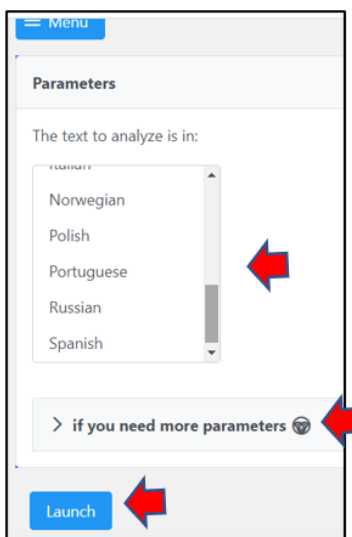 Menu
Parameters
The text to analyze is in:
Italian
Norwegian
Polish
Portuguese
Russian
Spanish
if you need more parameters
Launch